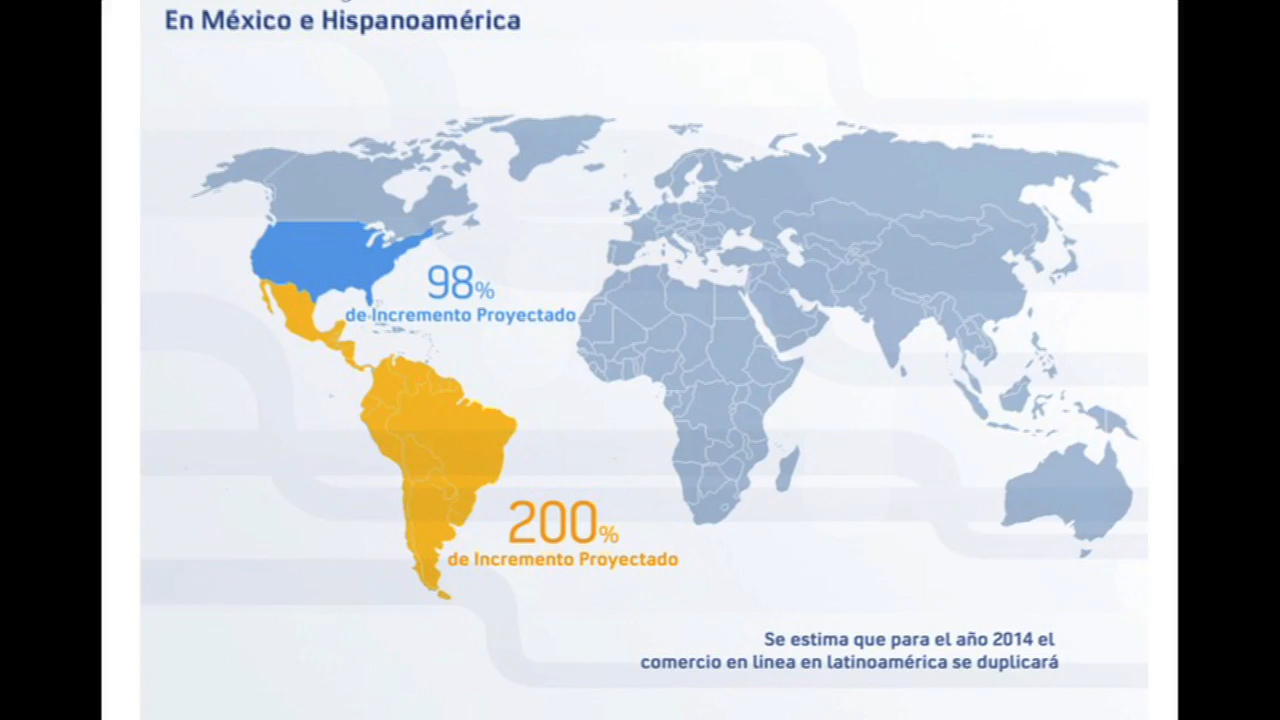 En México e Hispanoamérica
98%
de Incremento Proyectado
200%
de Incremento Proyectado
Se estima que para el año 2014 el
comercio en linea en latinoamérica se duplicará